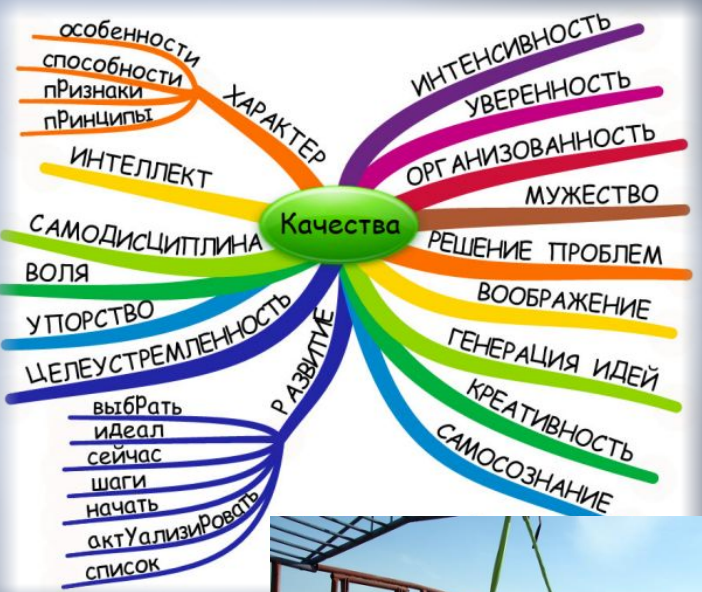 Качества
ХАРАКТЕР
особенности
способности
пРизнаки
пРинципы
ИНТЕЛЛЕКТ
САМОДИСЦИПЛИНА
ВОЛЯ
УПОРСТВО
ЦЕЛЕУСТРЕМЛЕННОСТЬ
РАЗВИТИЕ
выбРать
идеал
сейчас
шаги
начать
актУализиРовать
список
ИНТЕНСИВНОСТЬ
УВЕРЕННОСТЬ
ОРГАНИЗОВАННОСТЬ
МУЖЕСТВО
РЕШЕНИЕ ПРОБЛЕМ
ВООБРАЖЕНИЕ
ГЕНЕРАЦИЯ ИДЕЙ
КРЕАТИВНОСТЬ
САМОСОЗНАНИЕ